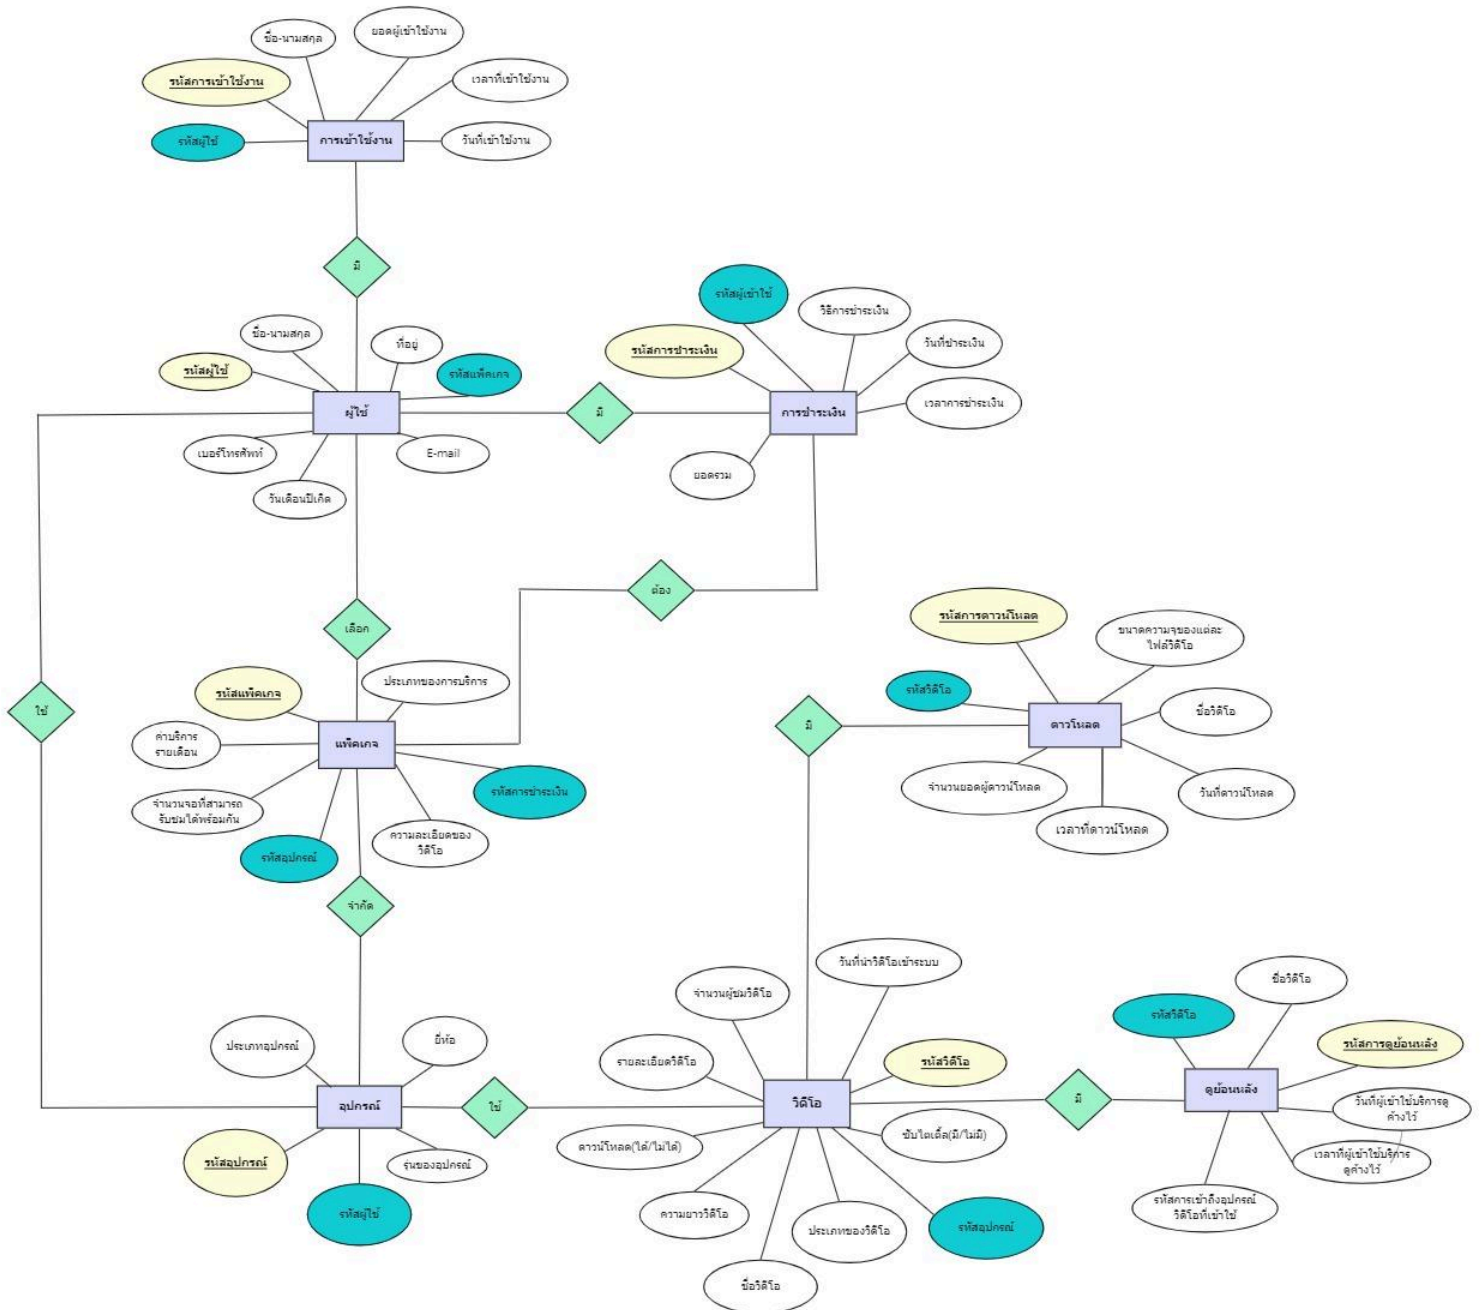 ชื่อ-นามสกุล
ยอดผู้เข้าใช้งาน
รหัสการเข้าใช้งาน
เวลาที่เข้าใช้งาน
รหัสผู้ใช้
การเข้าใช้งาน
วันที่เข้าใช้งาน
มี
รหัสผู้เข้าใช้
วิธีการชำระเงิน
ชื่อ-นามสกุล
ที่อยู่
รหัสการชำระเงิน
วันที่ชำระเงิน
รหัสผู้ใช้
รหัสแพ็คเกจ
ผู้ใช้
มี
การชำระเงิน
เวลาการชำระเงิน
เบอร์โทรศัพท์
E-mail
ยอดรวม
วันเดือนปีเกิด
ต้อง
เลือก
รหัสการดาวน์โหลด
ขนาดความจุของแต่ละ
ไฟล์วิดีโอ
รหัสแพ็คเกจ
ประเภทของการบริการ
รหัสวิดีโอ
ใช้
มี
ดาวโหลด
ชื่อวิดีโอ
ค่าบริการ
รายเดือน
แพ็คเกจ
จำนวนยอดผู้ดาวน์โหลด
วันที่ดาวน์โหลด
รหัสการชำระเงิน
จำนวนจอที่สามารถ
รับชมได้พร้อมกัน
เวลาที่ดาวน์โหลด
ความละเอียดของ
วิดีโอ
รหัสอุปกรณ์
จำกัด
วันที่นำวิดีโอเข้าระบบ
จำนวนผู้ชมวิดีโอ
ชื่อวิดีโอ
รหัสวิดีโอ
ประเภทอุปกรณ์
ยี่ห้อ
รายละเอียดวิดีโอ
รหัสวิดีโอ
รหัสการดูย้อนหลัง
อุปกรณ์
ใช้
วิดีโอ
มี
ดูย้อนหลัง
วันที่ผู้เข้าใช้บริการดู
ค้างไว้
ดาวน์โหลด(ได้/ไม่ได้)
ซับไตเติ้ล(มี/ไม่มี)
เวลาที่ผู้เข้าใช้บริการ
ดูค้างไว้
รหัสอุปกรณ์
รุ่นของอุปกรณ์
รหัสการเข้าถึงอุปกรณ์
วิดีโอที่เข้าใช้
รหัสผู้ใช้
ความยาววิดีโอ
ประเภทของวิดีโอ
รหัสอุปกรณ์
ชื่อวิดีโอ